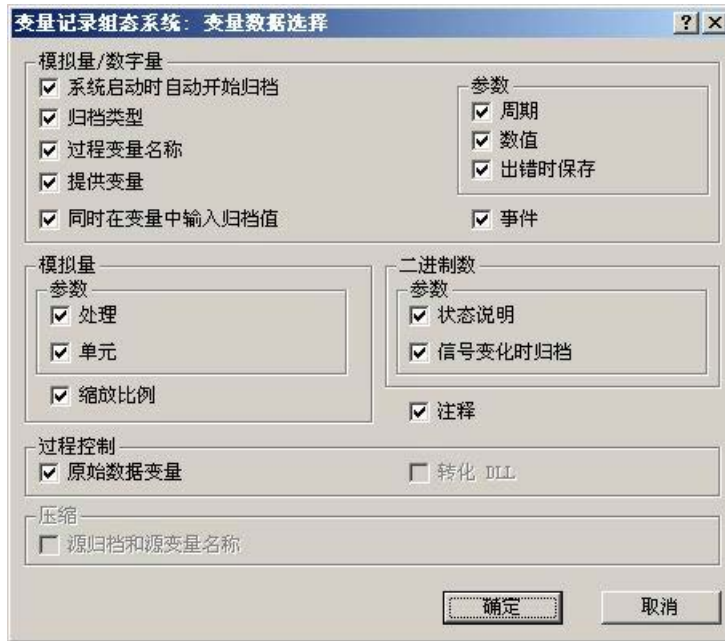 变量记录组态系统: 变量数据选择
模拟量/数字量
系统启动时自动开始归档
归档类型
过程变量名称
提供变量
同时在变量中输入归档值
参数
周期
数值
出错时保存
事件
模拟量
参数
处理
单元
缩放比例
二进制数
参数
状态说明
信号变化时归档
注释
过程控制
原始数据变量
转化 DLL
压缩
源归档和源变量名称
确定
取消